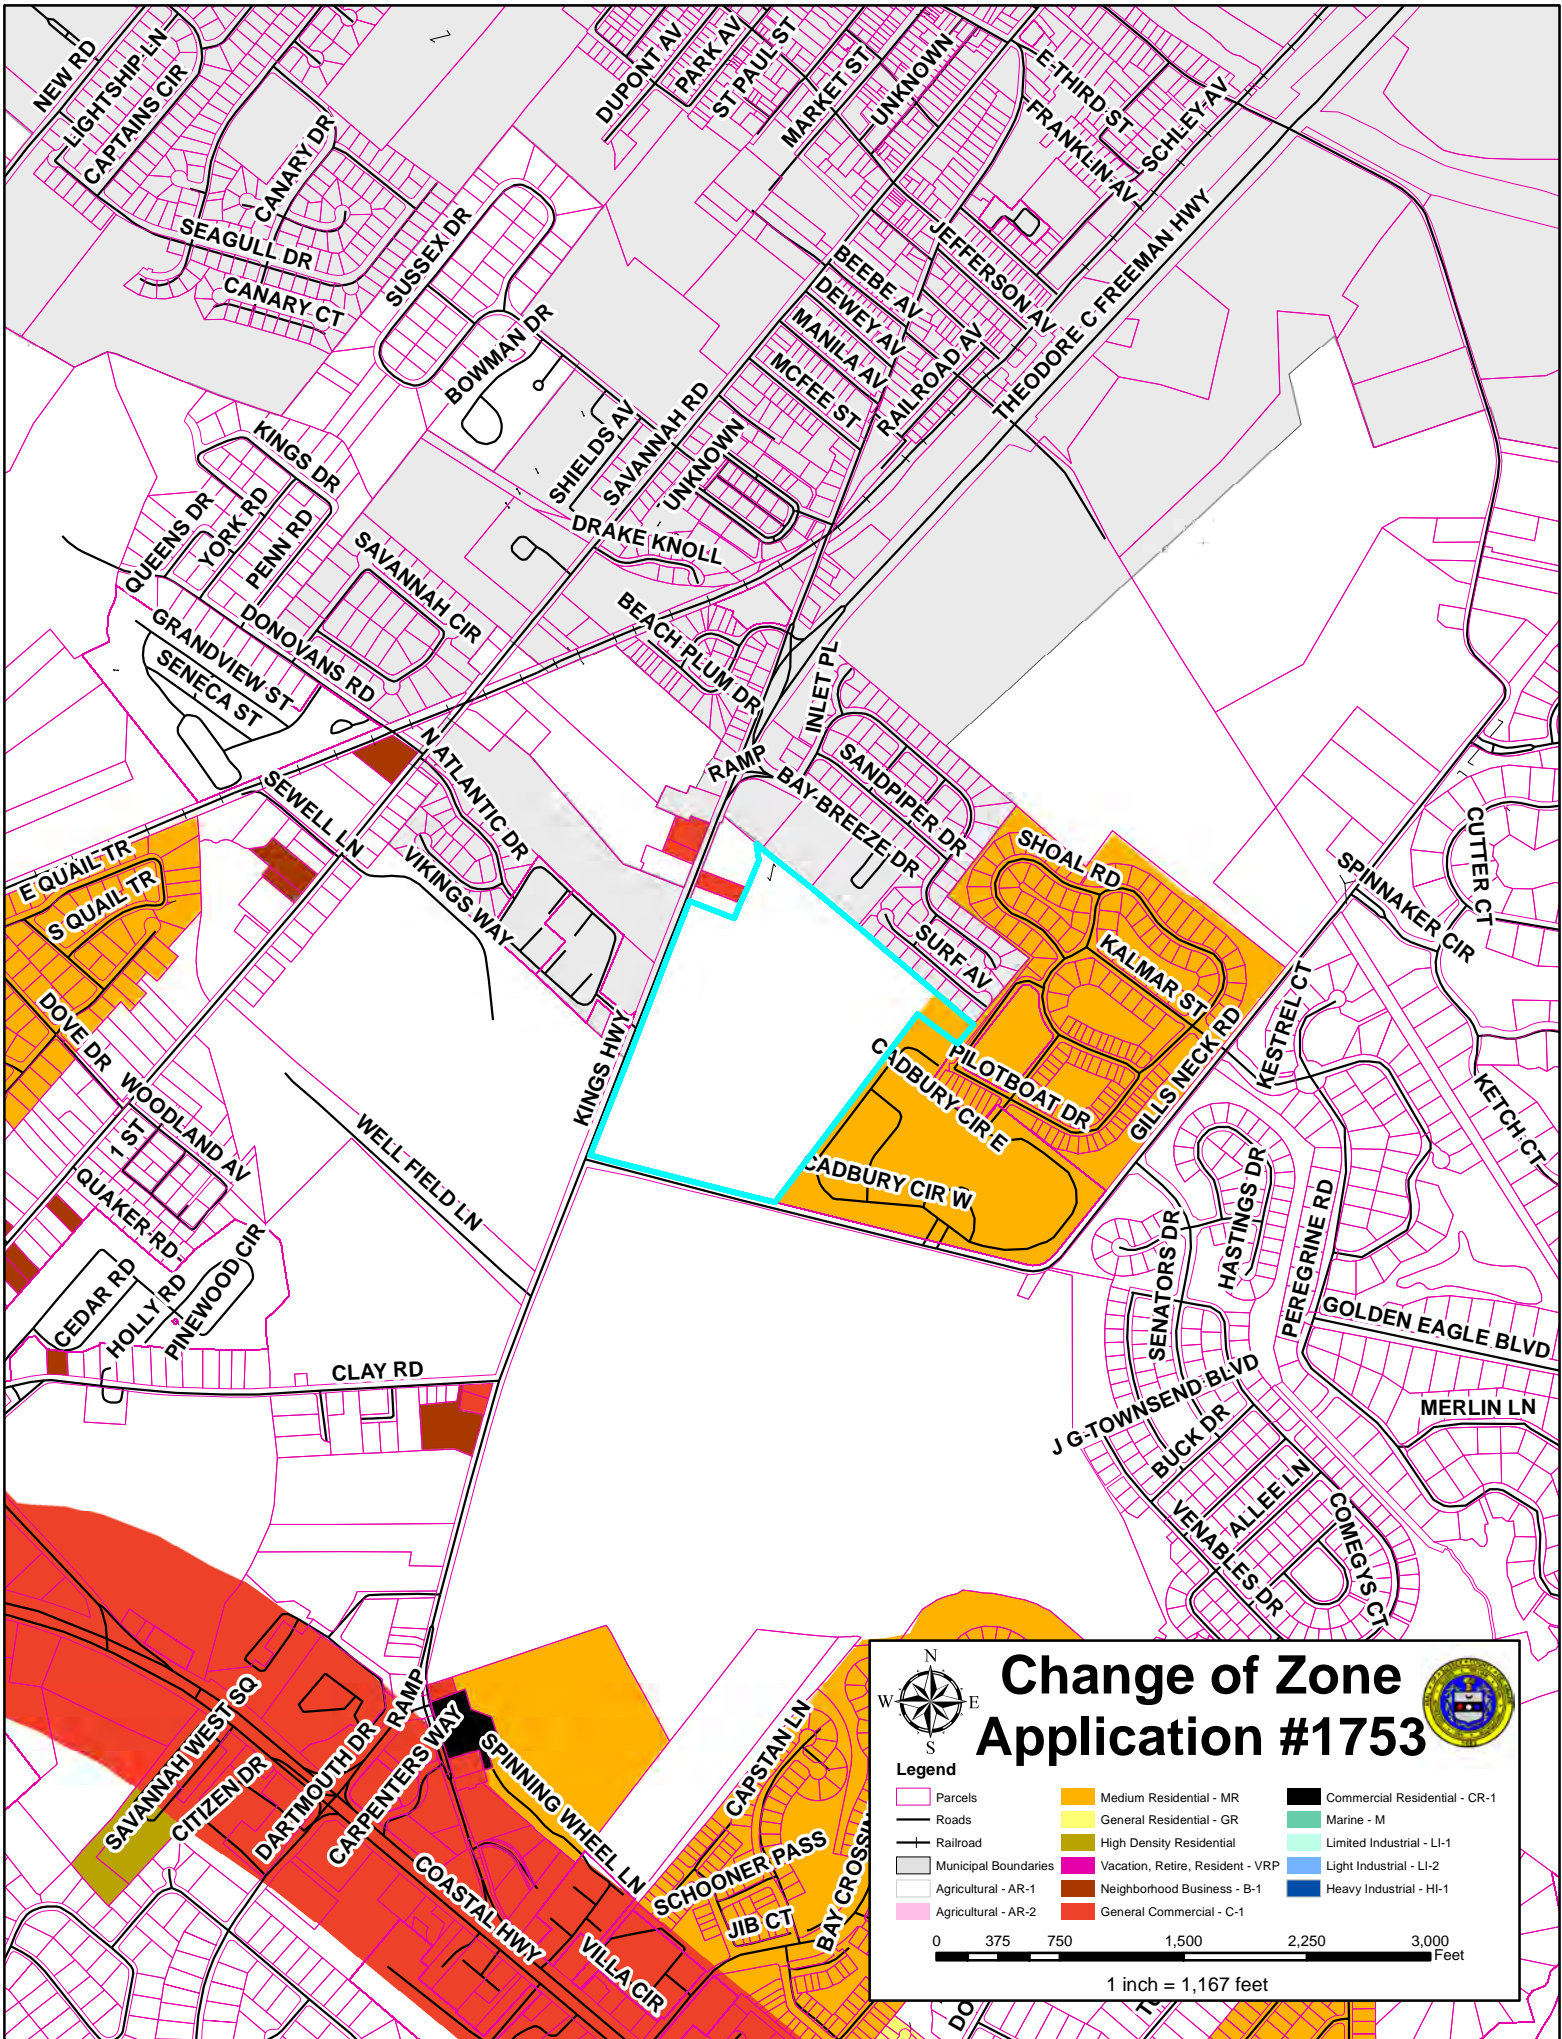 NEW RD
LIGHTSHIP LN
CAPTAINS CIR
CANARY DR
SEAGULL DR
CANARY CT
SUSSEX DR
BOWMAN DR
DUPONT AV
PARK AV
ST PAUL ST
MARKET ST
UNKNOWN
E THIRD ST
SCHLEY AV
FRANKLIN AV
JEFFERSON AV
BEEBE AV
DEWEY AV
MANILA AV
MCFEE ST
RAILROAD AV
THEODORE C FREEMAN HWY
SHIELDS AV
SAVANNAH RD
UNKNOWN
DRAKE KNOLL
KINGS DR
QUEENS DR
YORK RD
PENN RD
SAVANNAH CIR
DONOVANS RD
GRANDVIEW ST
SENECA ST
BEACH PLUM DR
INLET PL
RAMP
SANDPIPER DR
BAY BREEZE DR
N ATLANTIC DR
SEWELL LN
VIKINGS WAY
E QUAIL TR
S QUAIL TR
DOVE DR
SHOAL RD
SURF AV
KALMAR ST
SPINNAKER CIR
CUTTER CT
KESTREL CT
KETCH CT
GILLS NECK RD
KINGS HWY
CADBURY CIR E
PILOTBOAT DR
CADBURY CIR W
WOODLAND AV
1 ST
QUAKER RD
WELL FIELD LN
CEDAR RD
HOLLY RD
PINEWOOD CIR
CLAY RD
SENATORS DR
HASTINGS DR
PEREGRINE RD
GOLDEN EAGLE BLVD
J G TOWNSEND BLVD
MERLIN LN
BUCK DR
ALLEE LN
VENABLES DR
COMEGYS CT
SAVANNAH WEST SQ
CITIZEN DR
DARTMOUTH DR
RAMP
CARPENTERS WAY
SPINNING WHEEL LN
COASTAL HWY
VILLA CIR
CAPSTAN LN
SCHOONER PASS
JIB CT
BAY CROSSIN
DO
N
W
E
S
Change of Zone
Application #1753
Legend
Parcels
Roads
Railroad
Municipal Boundaries
Agricultural - AR-1
Agricultural - AR-2
Medium Residential - MR
General Residential - GR
High Density Residential
Vacation, Retire, Resident - VRP
Neighborhood Business - B-1
General Commercial - C-1
Commercial Residential - CR-1
Marine - M
Limited Industrial - LI-1
Light Industrial - LI-2
Heavy Industrial - HI-1
0 375 750 1,500 2,250 3,000
Feet
1 inch = 1,167 feet